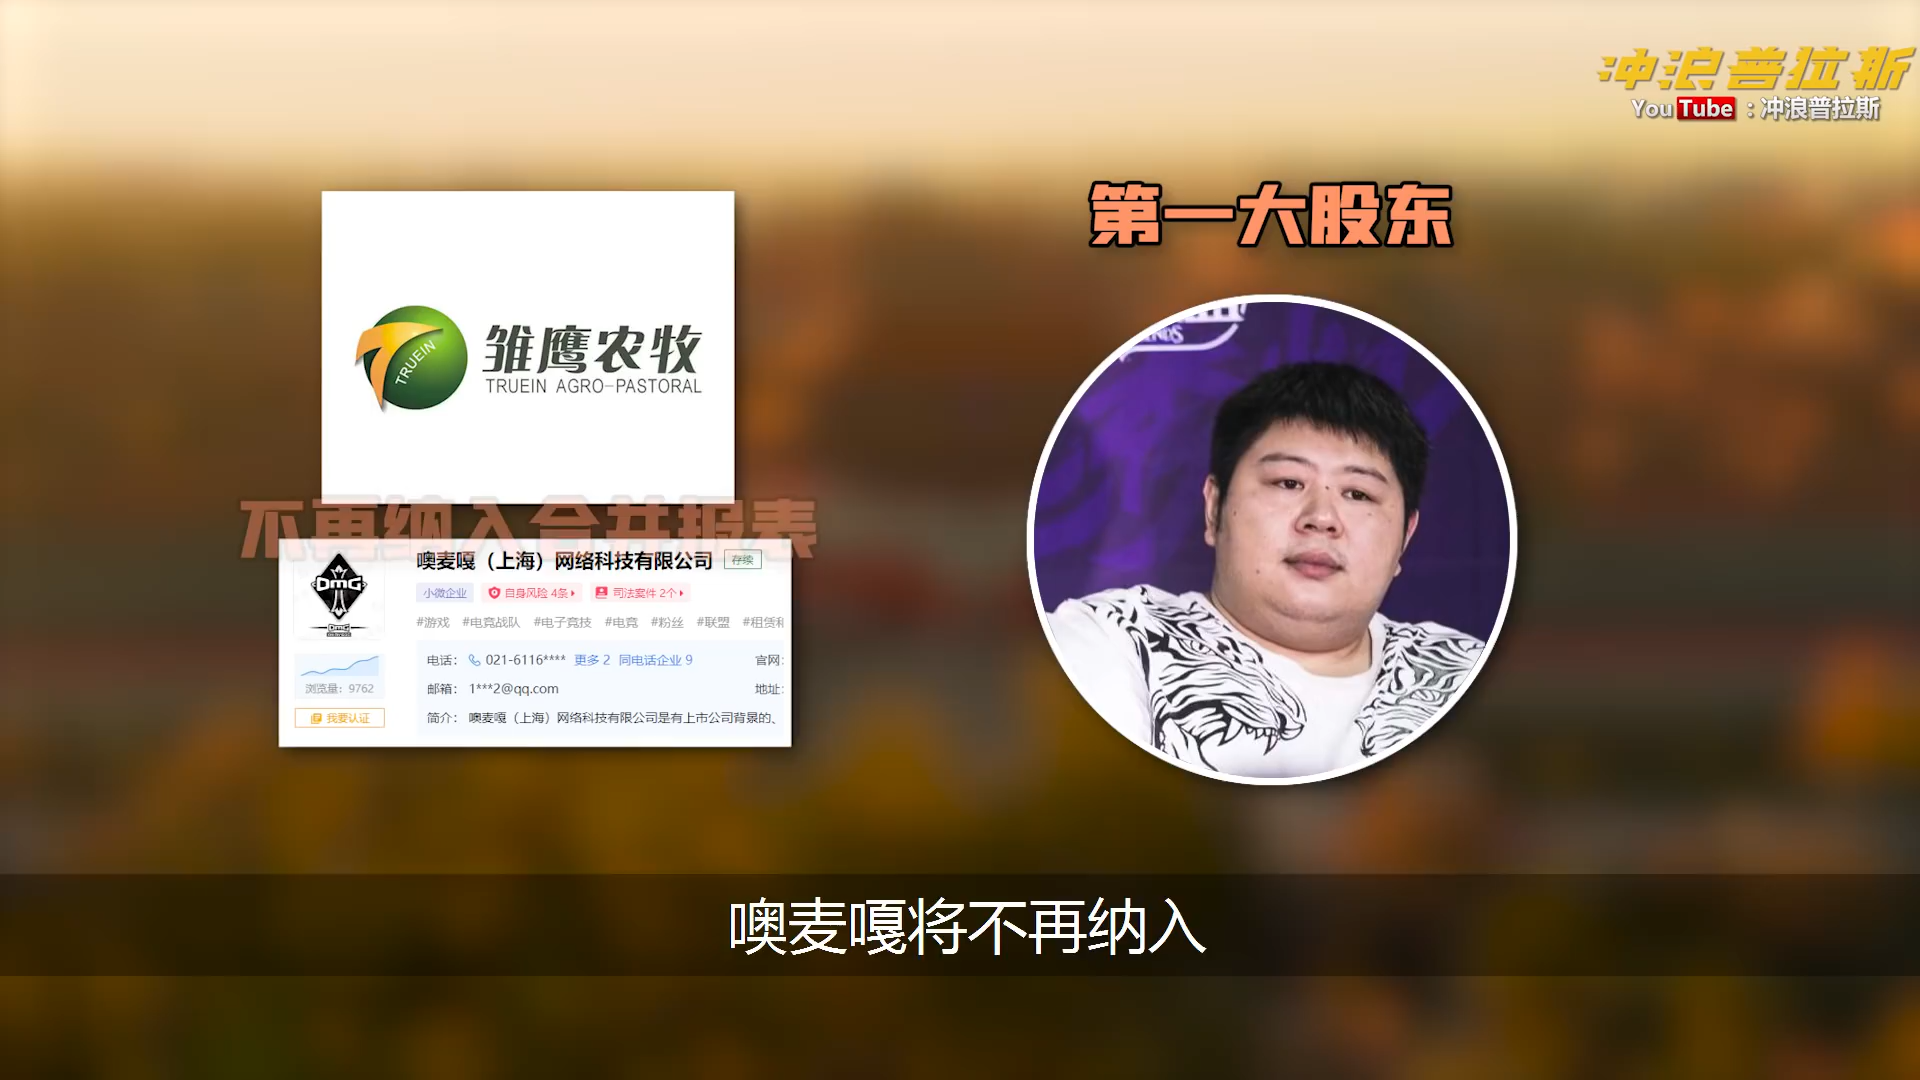 冲浪普拉斯
YouTube：冲浪普拉斯
第一大股东
TRUEIN
雏鹰农牧
TRUEIN AGRO-PASTORAL
不再纳入合并报表
噢麦嘎（上海）网络科技有限公司 存续
DMG
小微企业 自身风险 4条 司法案件 2个
#游戏 #电竞战队 #电子竞技 #电竞 #粉丝 #联盟 #租赁和
电话： 021-6116**** 更多 2 同电话企业 9 官网:
浏览量：9762
邮箱： 1***2@qq.com 地址:
我要认证
简介： 噢麦嘎（上海）网络科技有限公司是有上市公司背景的、
噢麦嘎将不再纳入